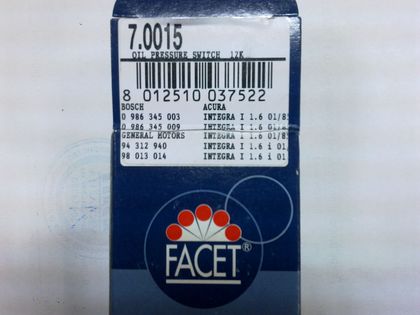 7.0015
OIL PRESSURE SWITCH 12K
8 012510 037522
BOSCH ACURA
0 986 345 003 INTEGRA I 1.6 01/8
0 986 345 009 INTEGRA I 1.6 01/8
GENERAL MOTORS INTEGRA I 1.6 01/8
94 312 940 INTEGRA I 1.6 i 01
98 013 014 INTEGRA I 1.6 i 01
FACET®